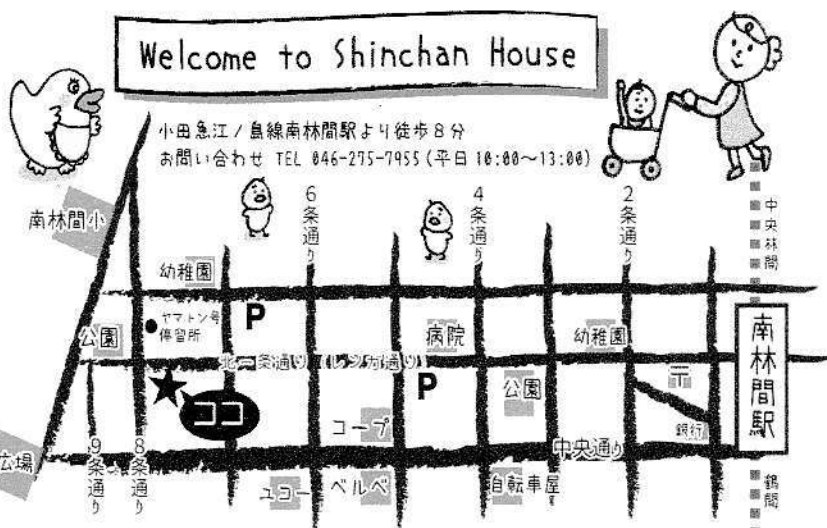 Welcome to Shinchan House
小田急江ノ島線南林間駅より徒歩8分
お問い合わせ TEL 046-275-7955(平日10:00~13:00)
6条通り
4条通り
2条通り
中央林間
南林間小
幼稚園
P
ヤマトン号
停留所
公園
病院
幼稚園
南林間駅
北一条通り(レンガ通り)
〒
P
公園
ココ
コープ
銀行
中央通り
広場
9条通り
8条通り
ユコー
ベルベ
自転車屋
鶴間